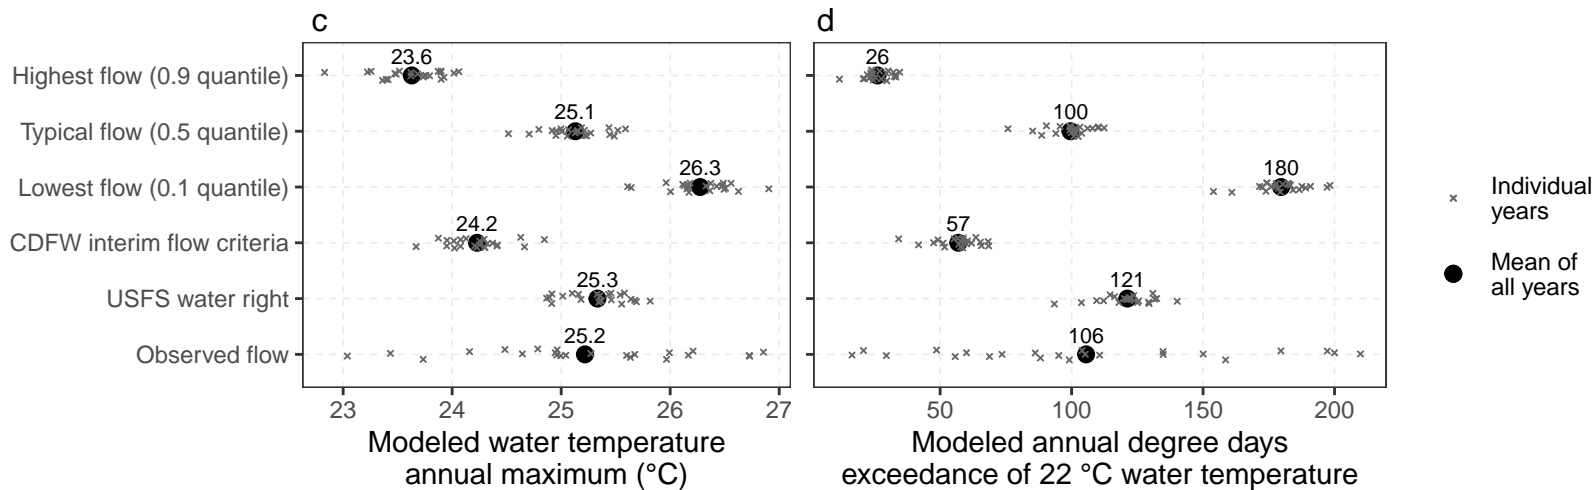 c
d
Highest flow (0.9 quantile)
23.6
26
Typical flow (0.5 quantile)
25.1
100
Lowest flow (0.1 quantile)
26.3
180
CDFW interim flow criteria
24.2
57
USFS water right
25.3
121
Observed flow
25.2
106
23 24 25 26 27
50 100 150 200
Modeled water temperature
annual maximum (°C)
Modeled annual degree days
exceedance of 22 °C water temperature
Individual
years
Mean of
all years